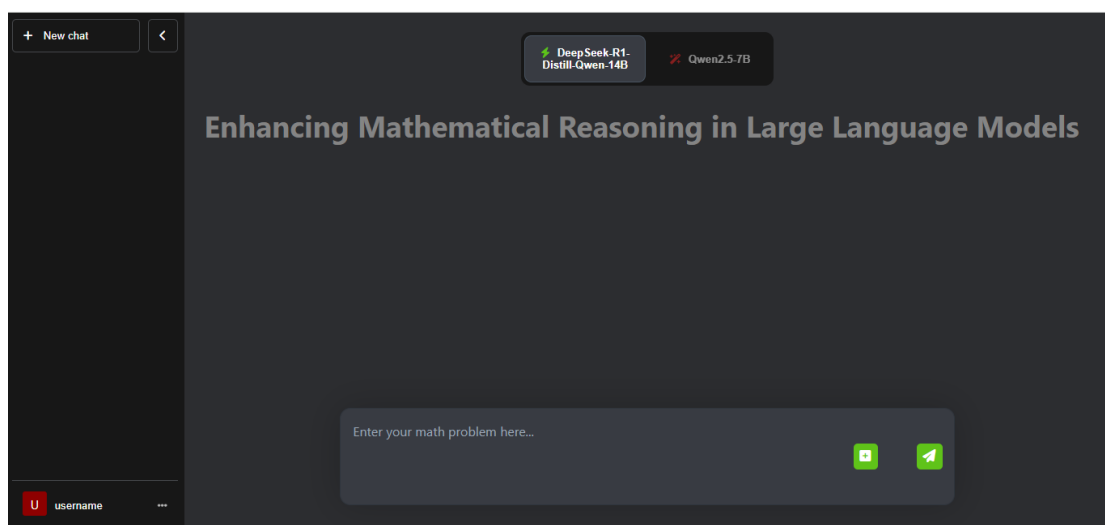 New chat
DeepSeek-R1-
Distill-Qwen-14B
Qwen2.5-7B
Enhancing Mathematical Reasoning in Large Language Models
Enter your math problem here...
U username